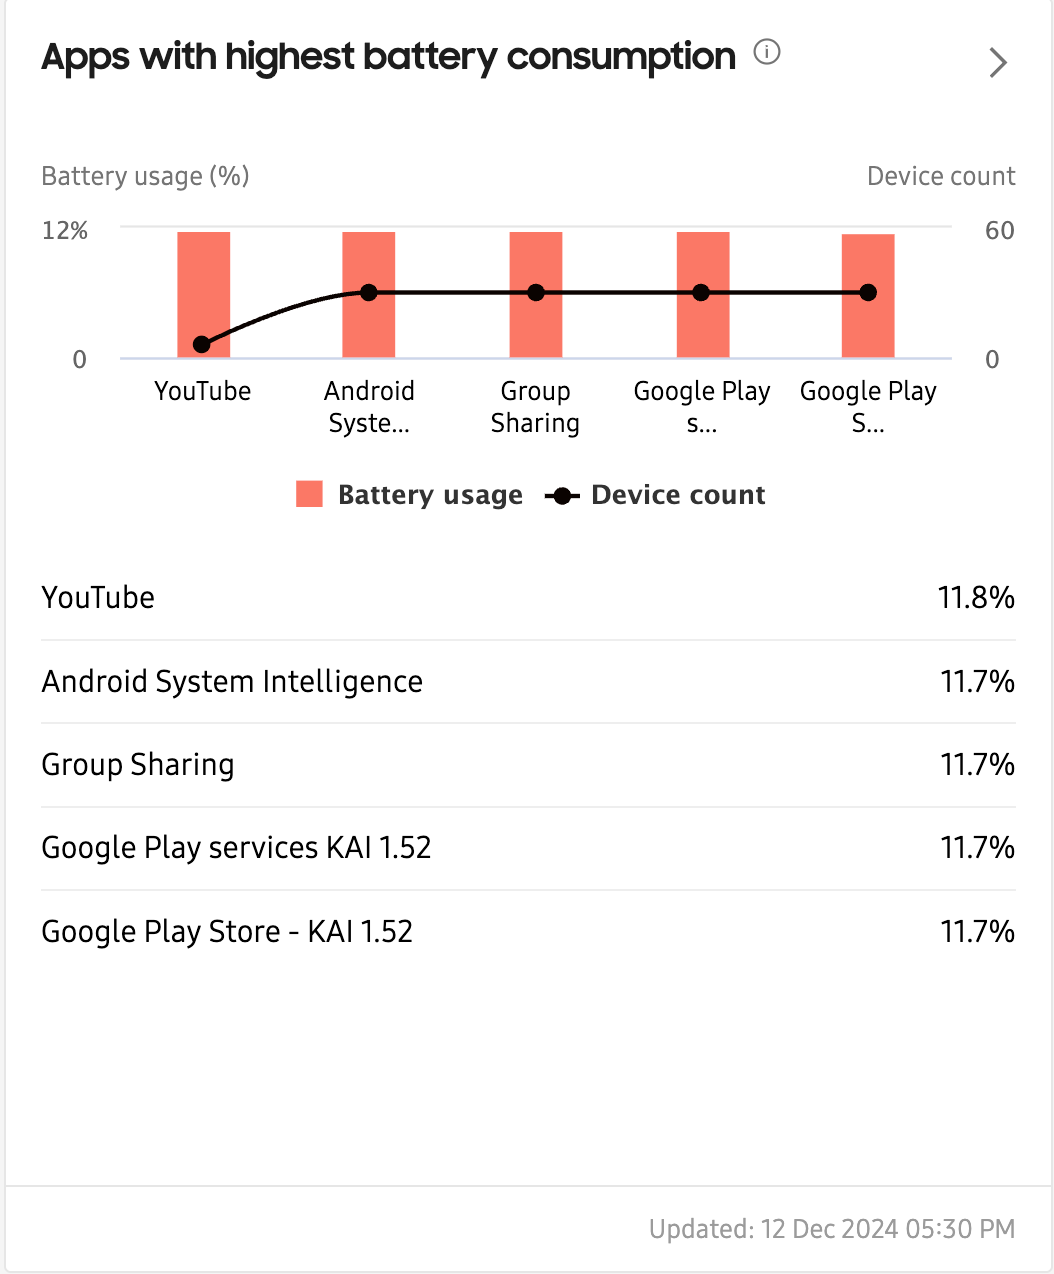 Apps with highest battery consumption
Battery usage (%) Device count
12% 60
0 0
YouTube Android Syste... Group Sharing Google Play s... Google Play S...
Battery usage Device count
YouTube 11.8%
Android System Intelligence 11.7%
Group Sharing 11.7%
Google Play services KAI 1.52 11.7%
Google Play Store - KAI 1.52 11.7%
Updated: 12 Dec 2024 05:30 PM